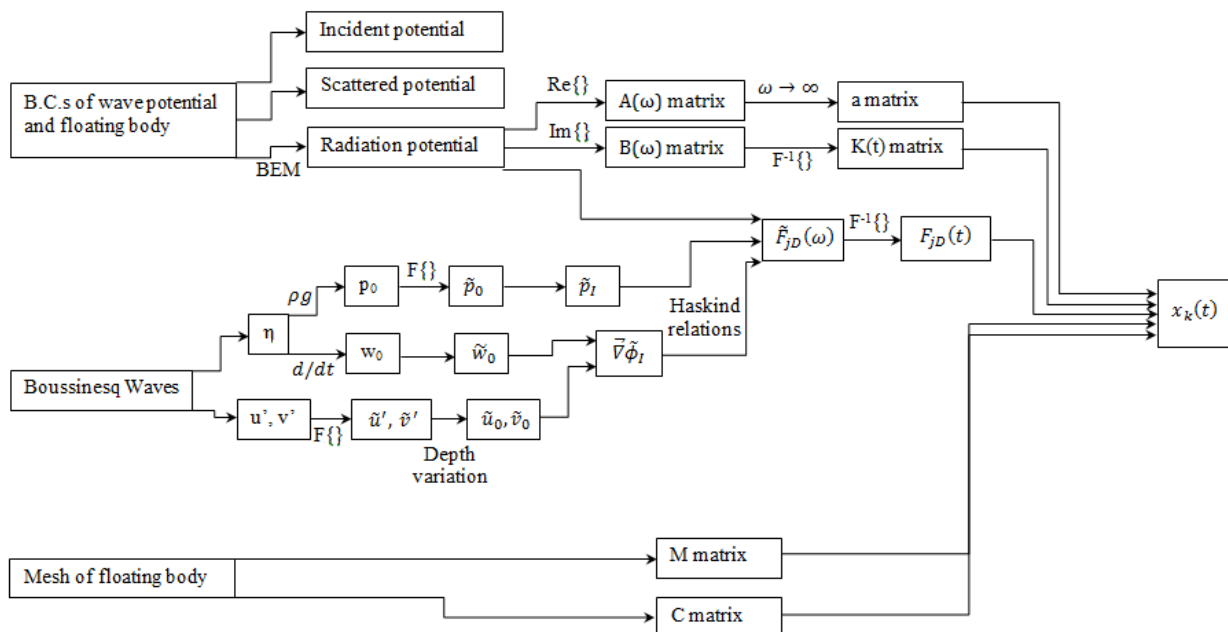 Incident potential
Scattered potential
B.C.s of wave potential
and floating body
Radiation potential
BEM
Re{}
A(ω) matrix
ω → ∞
a matrix
Im{}
B(ω) matrix
F⁻¹{}
K(t) matrix
F̃ⱼD(ω)
F⁻¹{}
FⱼD(t)
Boussinesq Waves
η
ρg
p₀
F{}
p̃₀
p̃I
Haskind
relations
d/dt
w₀
w̃₀
∇⃗ϕ̃I
u’, v’
F{}
ũ′, ṽ′
Depth
variation
ũ₀, ṽ₀
xₖ(t)
Mesh of floating body
M matrix
C matrix